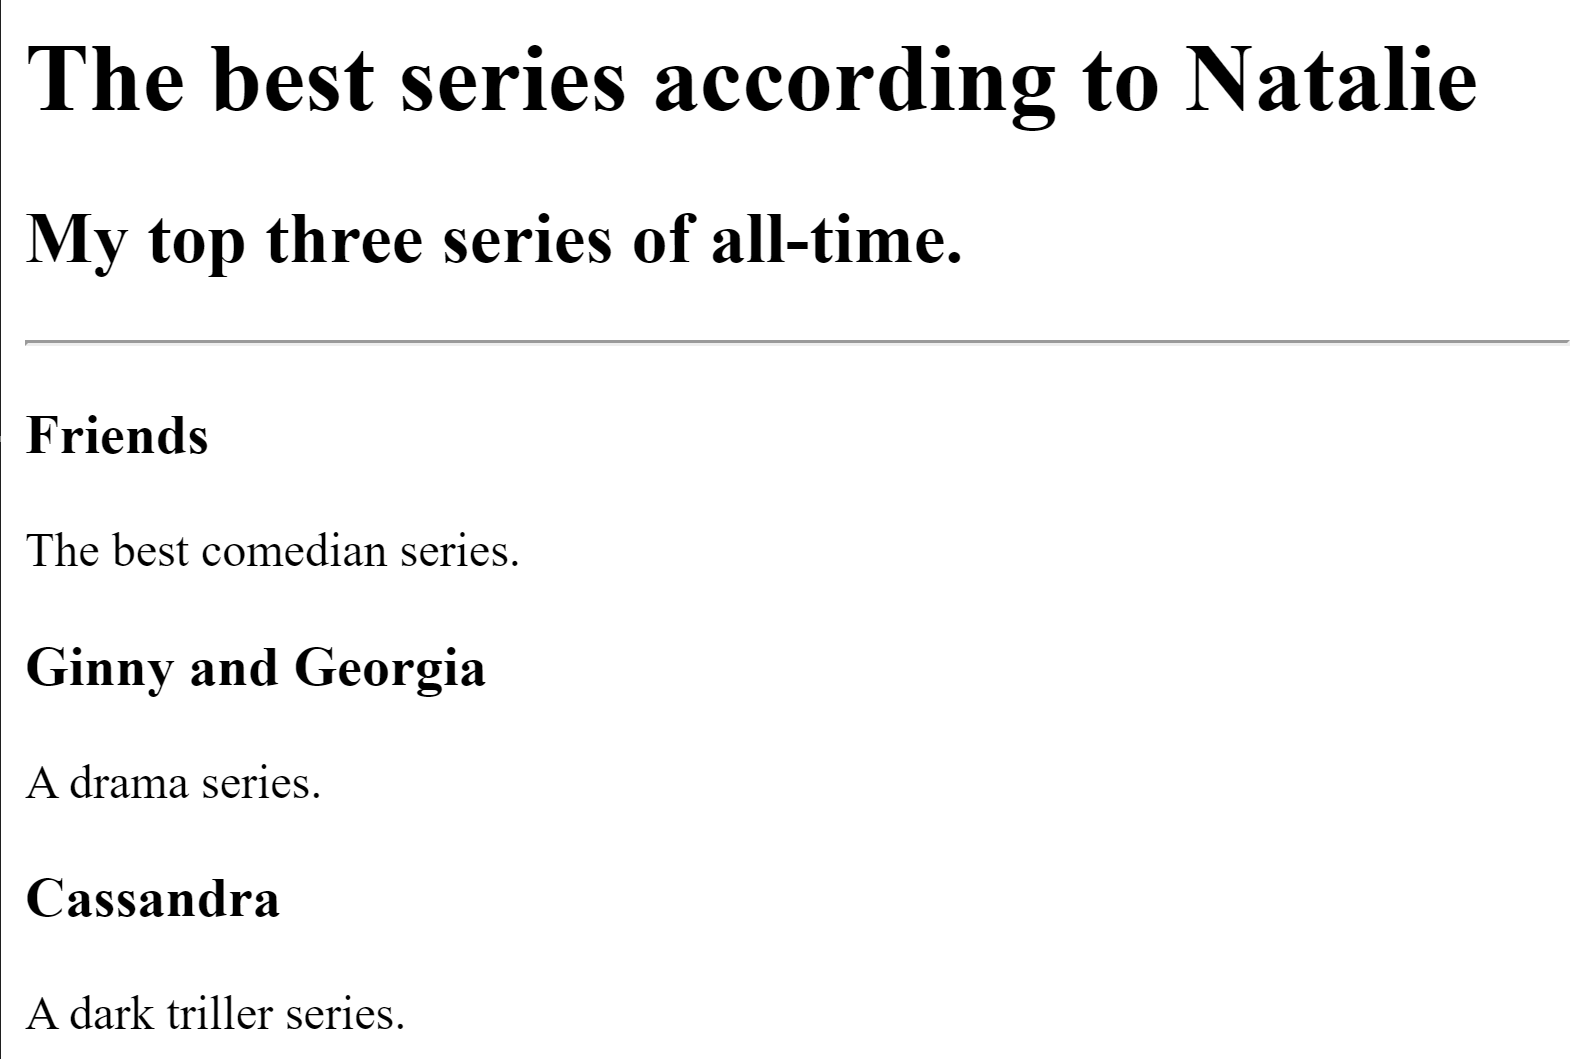 The best series according to Natalie
My top three series of all-time.
Friends
The best comedian series.
Ginny and Georgia
A drama series.
Cassandra
A dark triller series.